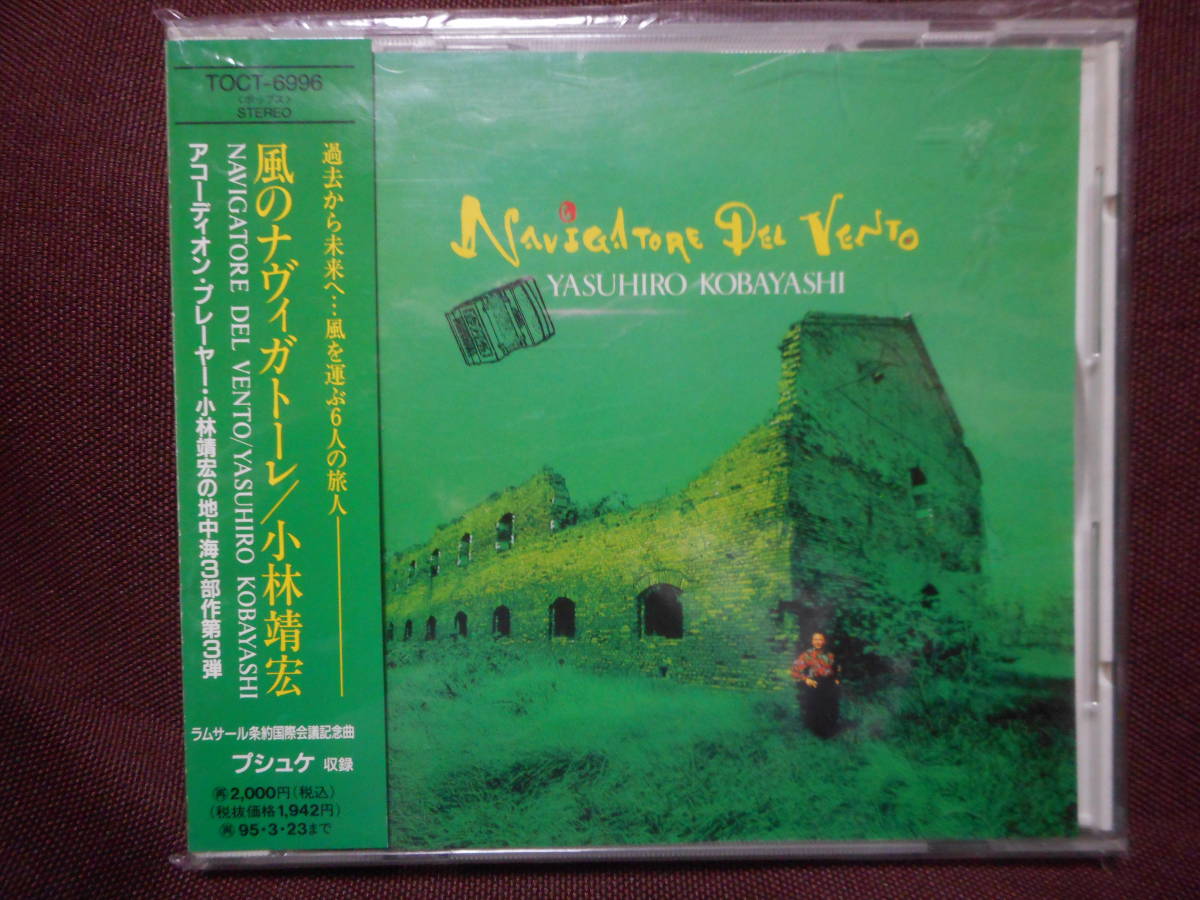 TOCT-6996
〈ポップス〉
STEREO
過去から未来へ…風を運ぶ6人の旅人
風のナヴィガトーレ/小林靖宏
NAVIGATORE DEL VENTO/YASUHIRO KOBAYASHI
アコーディオン・プレーヤー・小林靖宏の地中海3部作第3弾
ラムサール条約国際会議記念曲
プシュケ 収録
㋐2,000円(税込)
(税抜価格1,942円)
㋐95・3・23まで
NAVIGATORE DEL VENTO
YASUHIRO KOBAYASHI